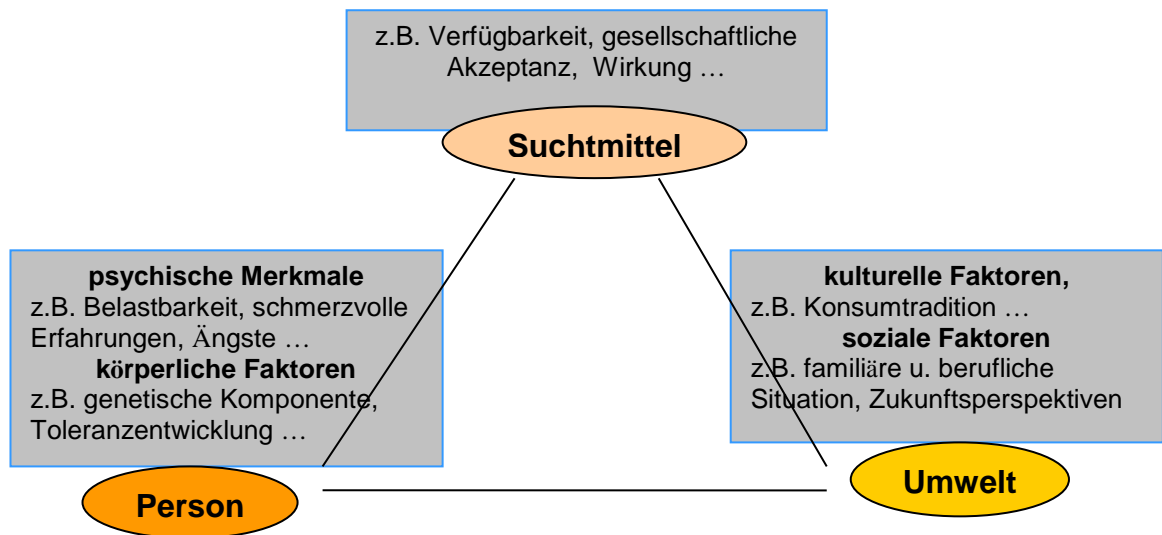 z.B. Verfügbarkeit, gesellschaftliche
Akzeptanz, Wirkung …
Suchtmittel
psychische Merkmale
z.B. Belastbarkeit, schmerzvolle
Erfahrungen, Ängste …
körperliche Faktoren
z.B. genetische Komponente,
Toleranzentwicklung …
Person
kulturelle Faktoren,
z.B. Konsumtradition …
soziale Faktoren
z.B. familiäre u. berufliche
Situation, Zukunftsperspektiven
Umwelt